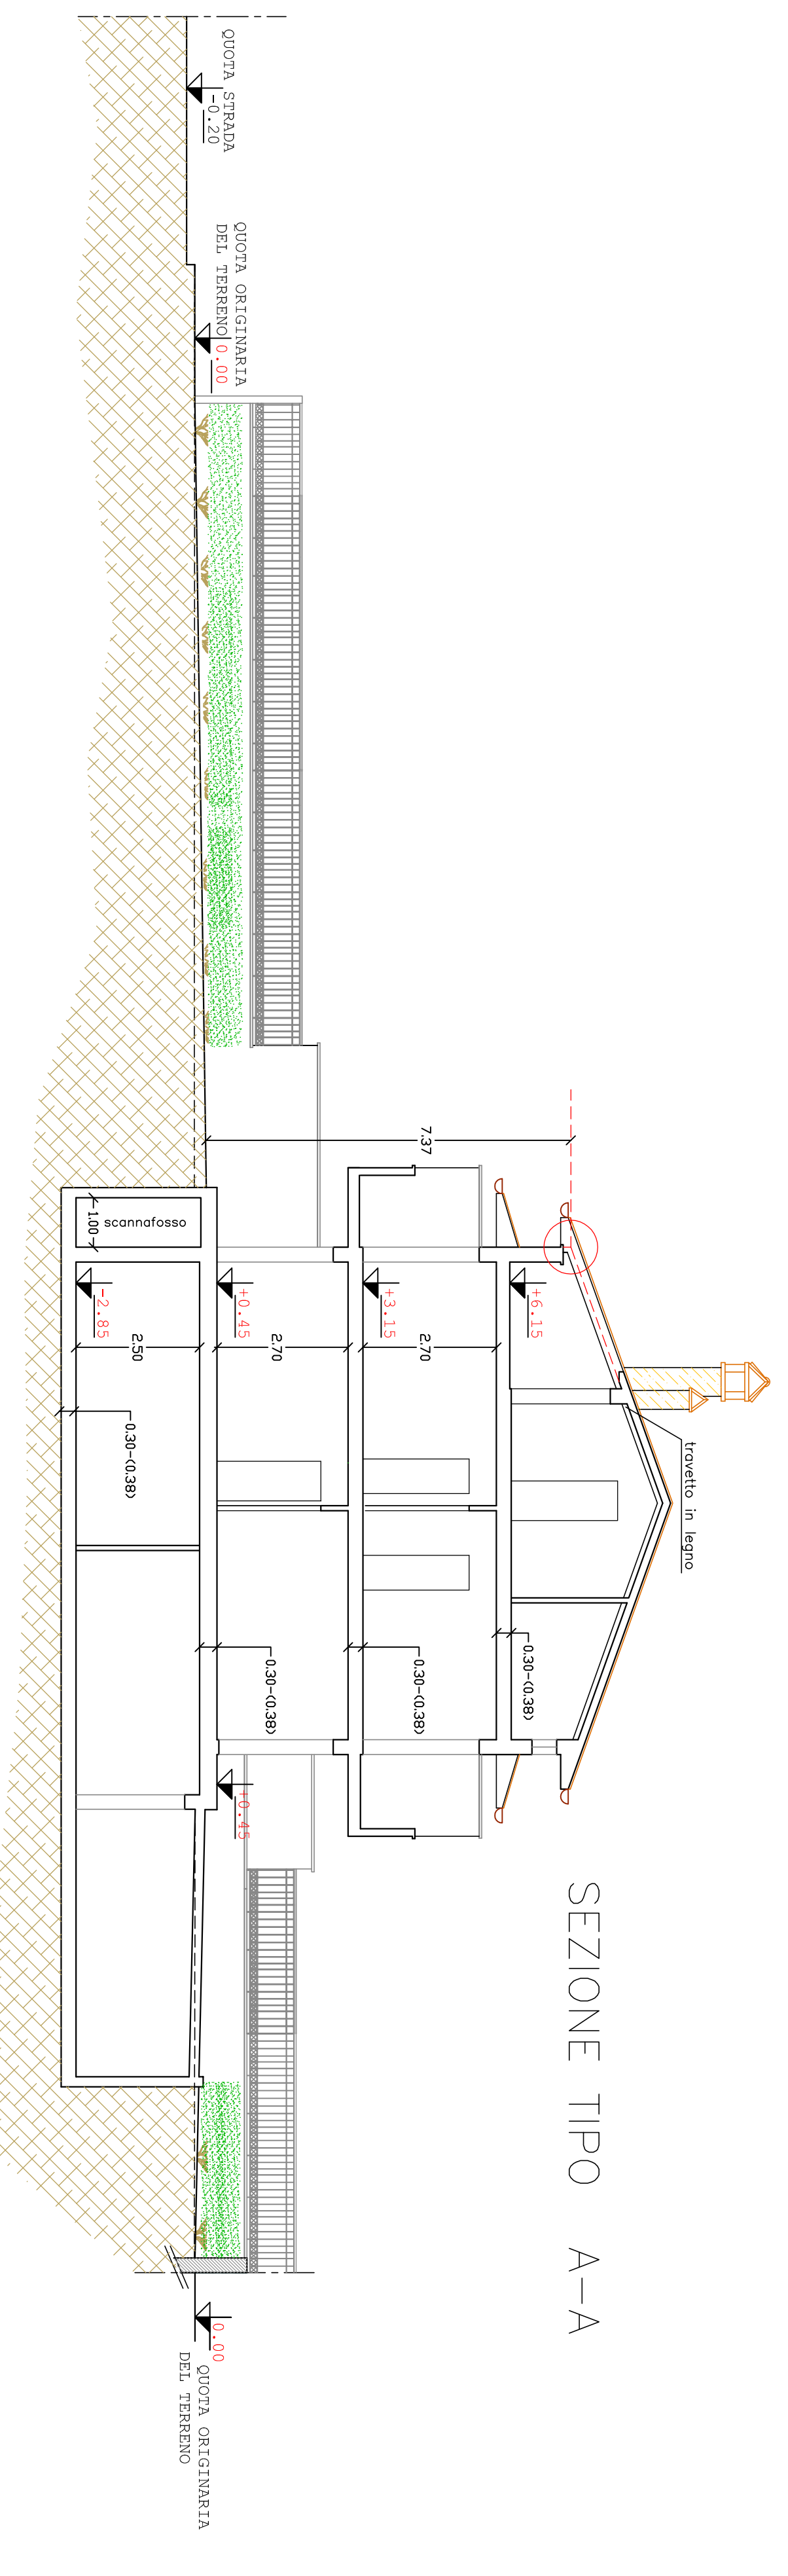 SEZIONE TIPO A-A
travetto in legno
+6.15
7.37
+3.15
2.70
2.70
0.30-(0.38)
0.30-(0.38)
0.30-(0.38)
QUOTA STRADA
-0.20
QUOTA ORIGINARIA
DEL TERRENO
0.00
+0.45
+0.45
scannafosso
1.00
-2.85
2.50
0.30-(0.38)
0.00
QUOTA ORIGINARIA
DEL TERRENO